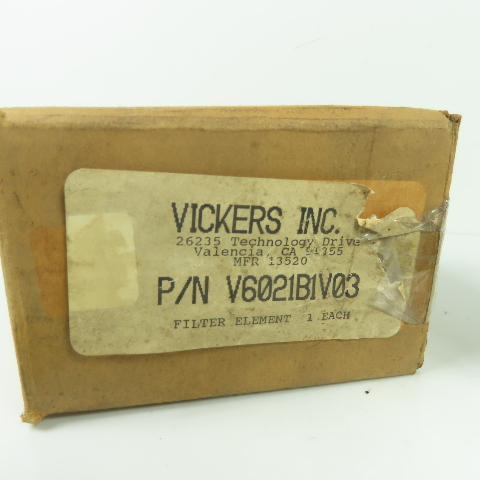 VICKERS INC.
26235 Technology Drive
Valencia, CA 91355
MFR 13520
P/N V6021B1V03
FILTER ELEMENT 1 EACH